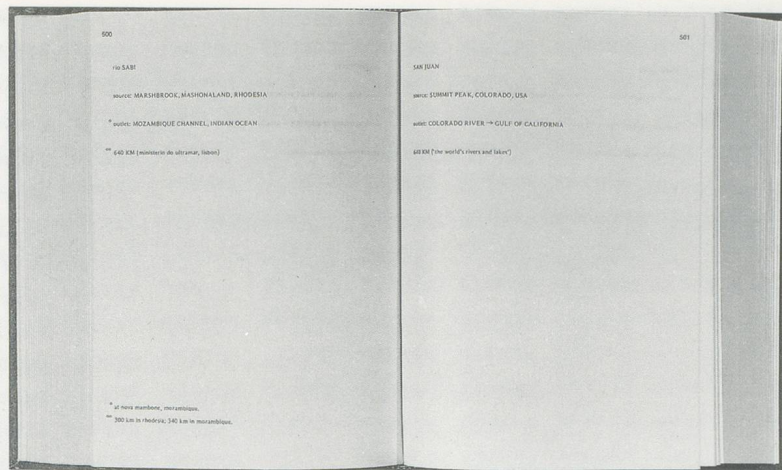 500
rio SABI
source: MARSHBROOK, MASHONALAND, RHODESIA
* outlet: MOZAMBIQUE CHANNEL, INDIAN OCEAN
** 640 KM (ministerio do ultramar, lisbon)
* at nova mambone, mozambique.
** 300 km in rhodesia; 340 km in mozambique.
501
SAN JUAN
source: SUMMIT PEAK, COLORADO, USA
outlet: COLORADO RIVER → GULF OF CALIFORNIA
KM ('the world's rivers and lakes')